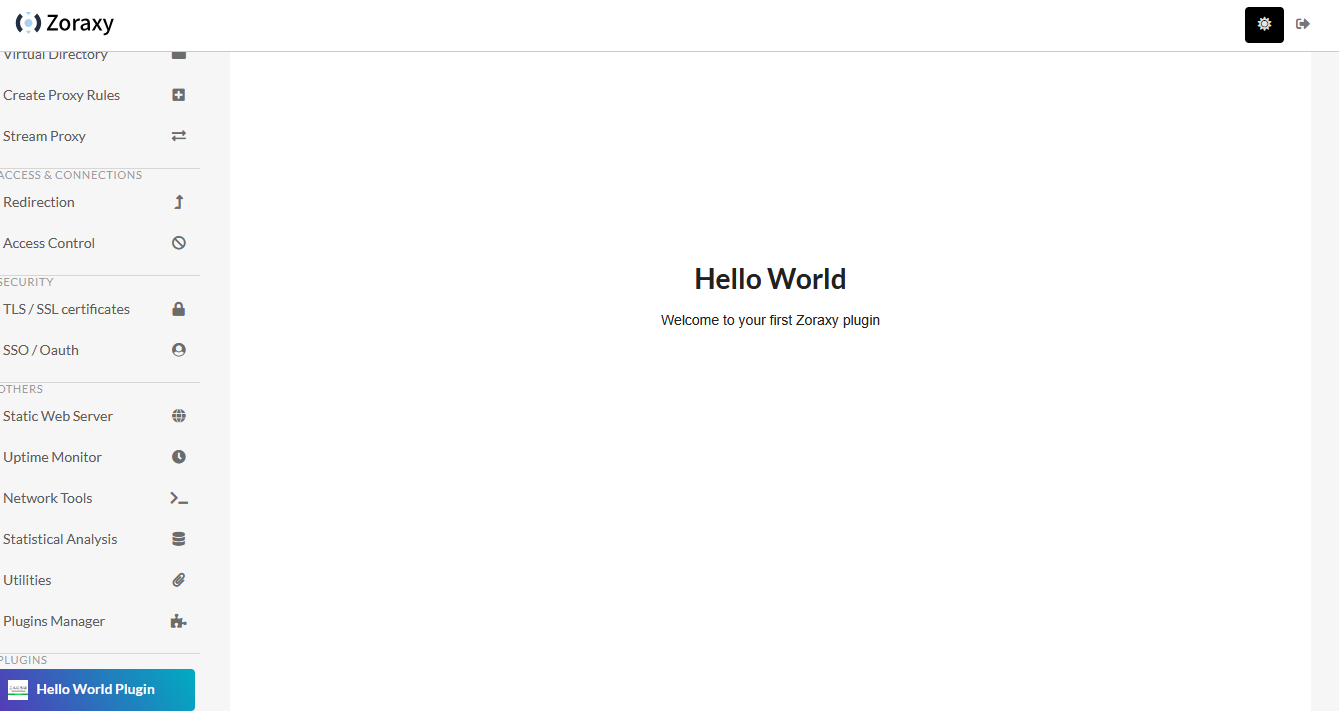 Zoraxy
Virtual Directory
Create Proxy Rules
Stream Proxy
ACCESS & CONNECTIONS
Redirection
Access Control
SECURITY
TLS / SSL certificates
SSO / Oauth
OTHERS
Static Web Server
Uptime Monitor
Network Tools
Statistical Analysis
Utilities
Plugins Manager
PLUGINS
Hello World Plugin
Hello World
Welcome to your first Zoraxy plugin